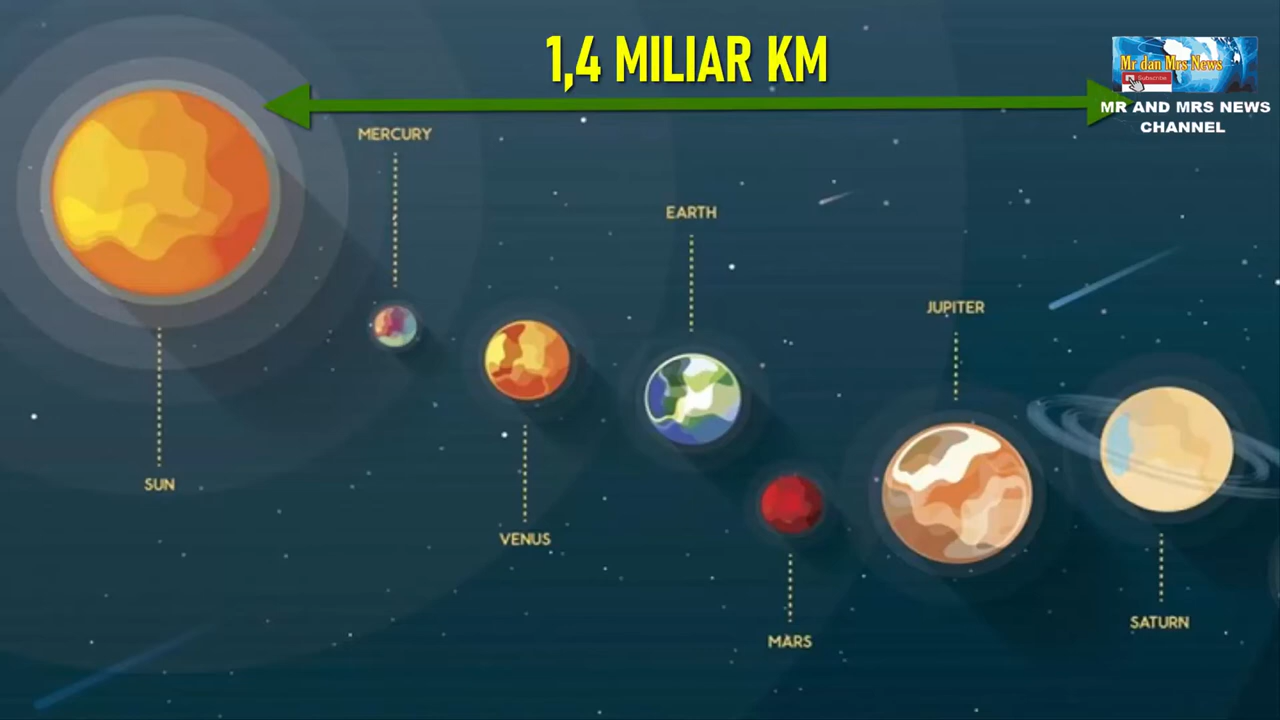 1,4 MILIAR KM
Mr dan Mrs News
Subscribe
MR AND MRS NEWS
CHANNEL
MERCURY
EARTH
JUPITER
SUN
VENUS
SATURN
MARS